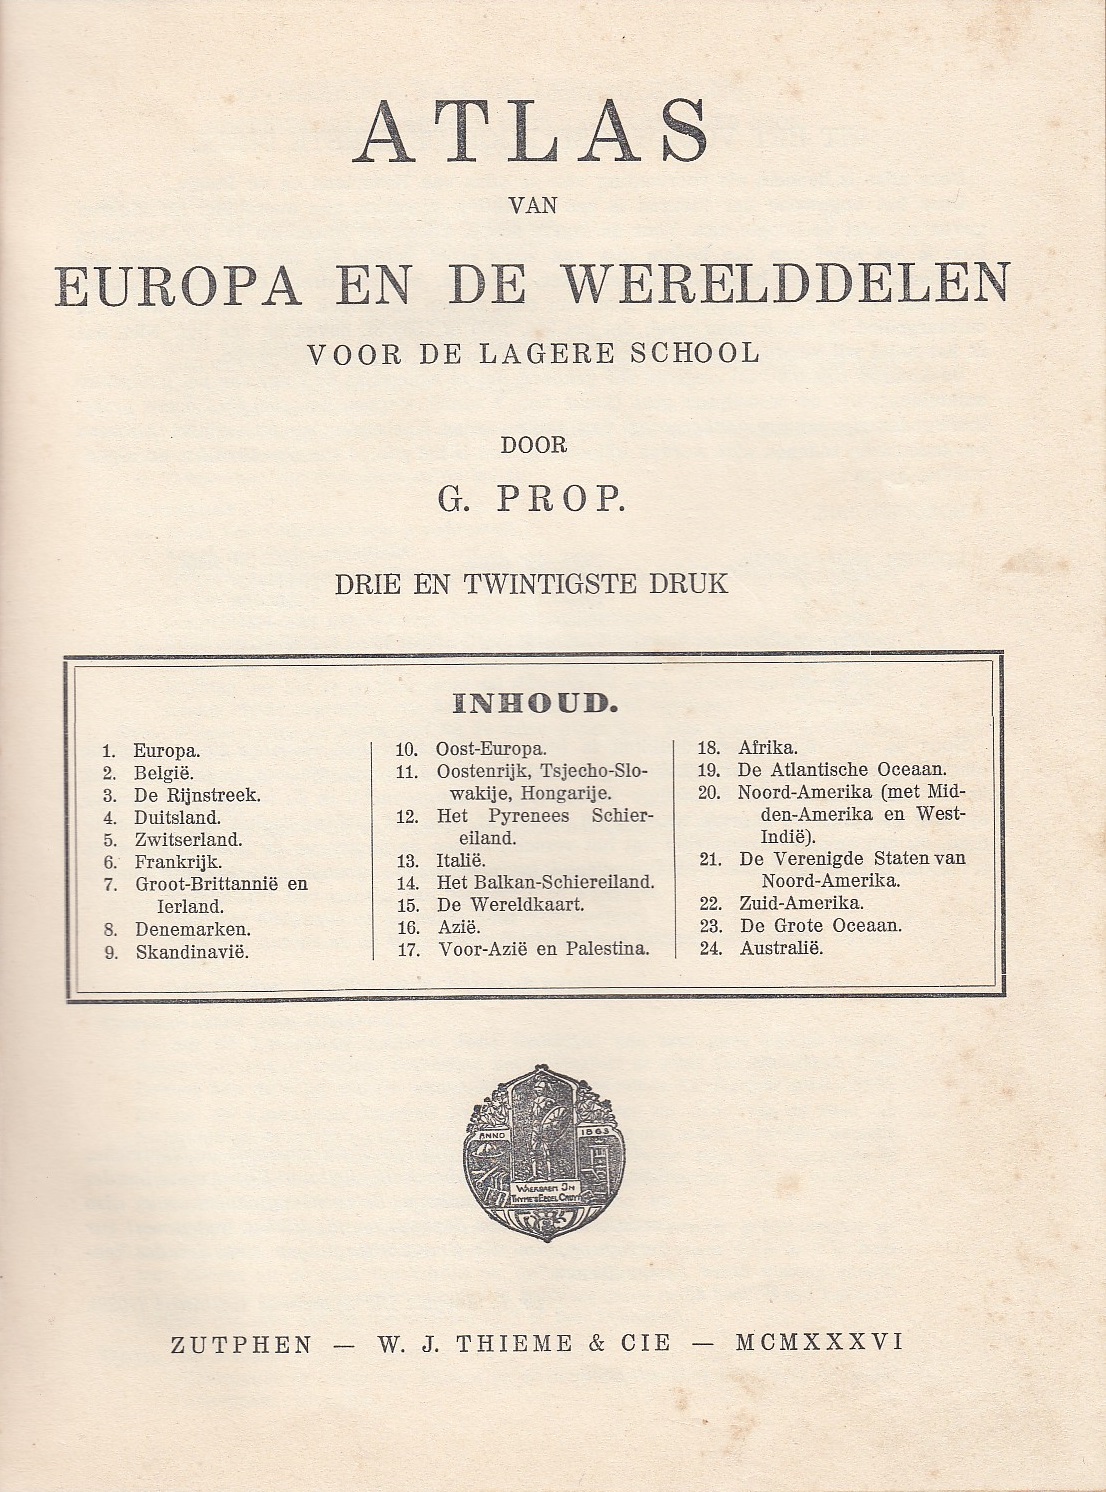 ATLAS
VAN
EUROPA EN DE WERELDDELEN
VOOR DE LAGERE SCHOOL
DOOR
G. PROP.
DRIE EN TWINTIGSTE DRUK
INHOUD.
1. Europa.
2. België.
3. De Rijnstreek.
4. Duitsland.
5. Zwitserland.
6. Frankrijk.
7. Groot-Brittannië en
Ierland.
8. Denemarken.
9. Skandinavië.
10. Oost-Europa.
11. Oostenrijk, Tsjecho-Slo-
wakije, Hongarije.
12. Het Pyrenees Schier-
eiland.
13. Italië.
14. Het Balkan-Schiereiland.
15. De Wereldkaart.
16. Azië.
17. Voor-Azië en Palestina.
18. Afrika.
19. De Atlantische Oceaan.
20. Noord-Amerika (met Mid-
den-Amerika en West-
Indië).
21. De Verenigde Staten van
Noord-Amerika.
22. Zuid-Amerika.
23. De Grote Oceaan.
24. Australië.
ANNO 1863
ZUTPHEN — W. J. THIEME & CIE — MCMXXXVI